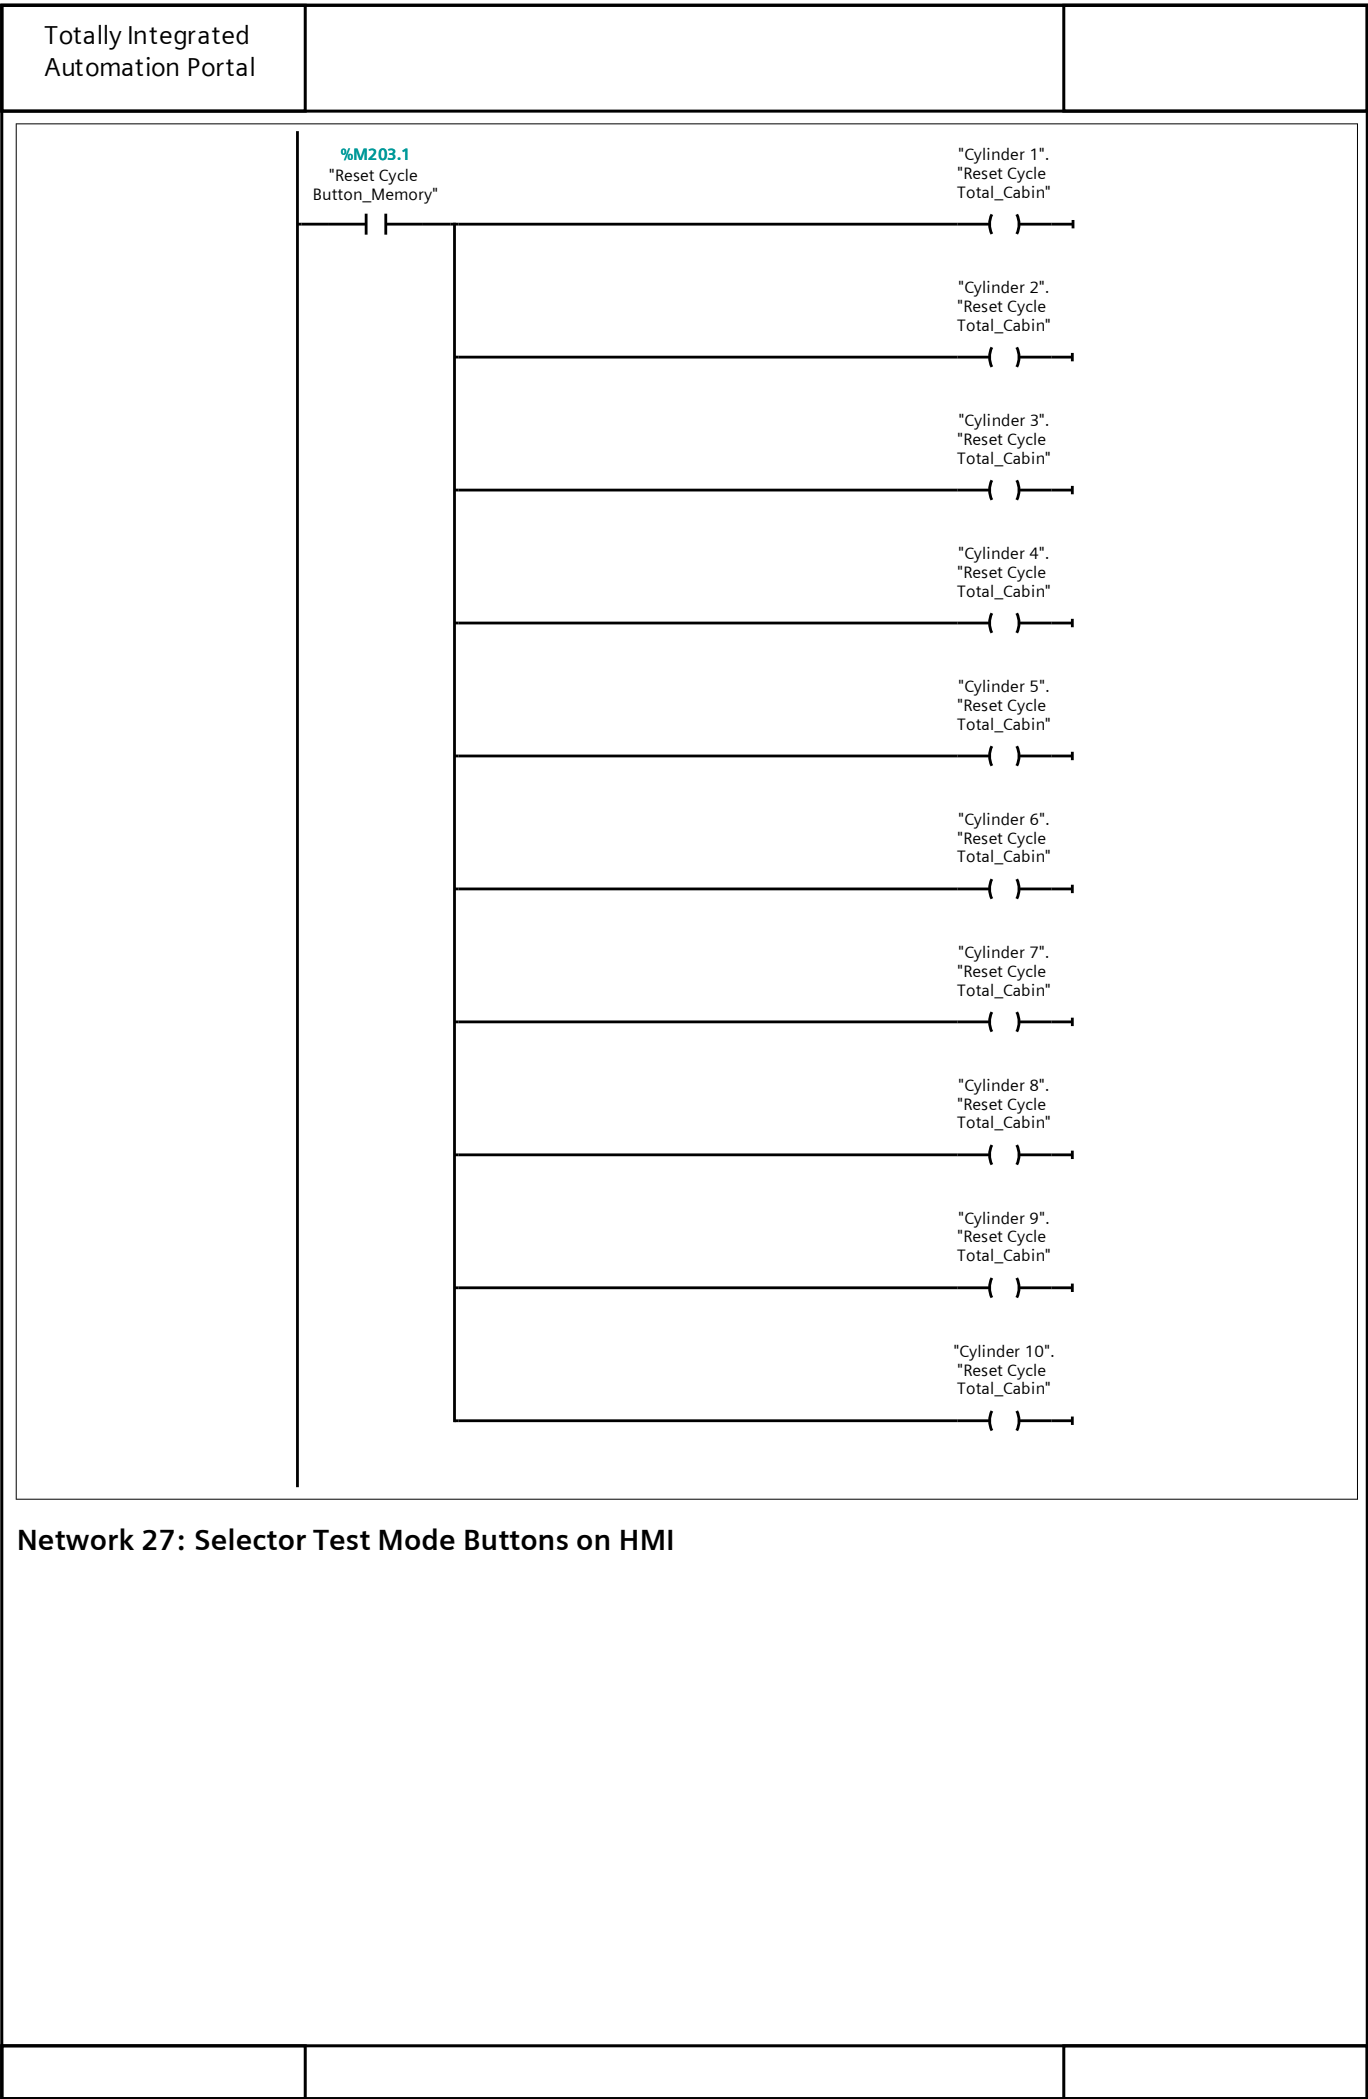 Totally Integrated
Automation Portal
%M203.1
"Reset Cycle
Button_Memory"
"Cylinder 1".
"Reset Cycle
Total_Cabin"
"Cylinder 2".
"Reset Cycle
Total_Cabin"
"Cylinder 3".
"Reset Cycle
Total_Cabin"
"Cylinder 4".
"Reset Cycle
Total_Cabin"
"Cylinder 5".
"Reset Cycle
Total_Cabin"
"Cylinder 6".
"Reset Cycle
Total_Cabin"
"Cylinder 7".
"Reset Cycle
Total_Cabin"
"Cylinder 8".
"Reset Cycle
Total_Cabin"
"Cylinder 9".
"Reset Cycle
Total_Cabin"
"Cylinder 10".
"Reset Cycle
Total_Cabin"
Network 27: Selector Test Mode Buttons on HMI